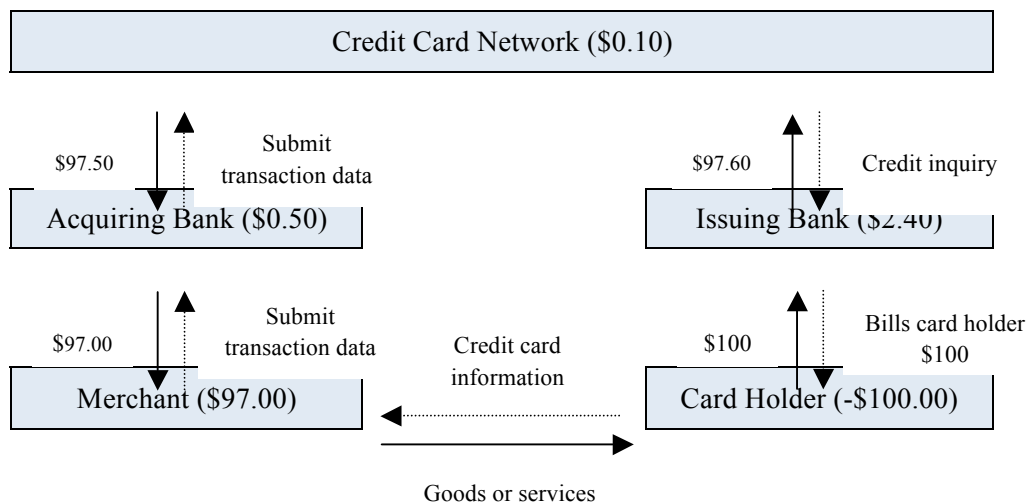 Credit Card Network ($0.10)
$97.50
Submit
transaction data
$97.60
Credit inquiry
Acquiring Bank ($0.50)
Issuing Bank ($2.40)
$97.00
Submit
transaction data
Credit card
information
$100
Bills card holder
$100
Merchant ($97.00)
Card Holder (-$100.00)
Goods or services